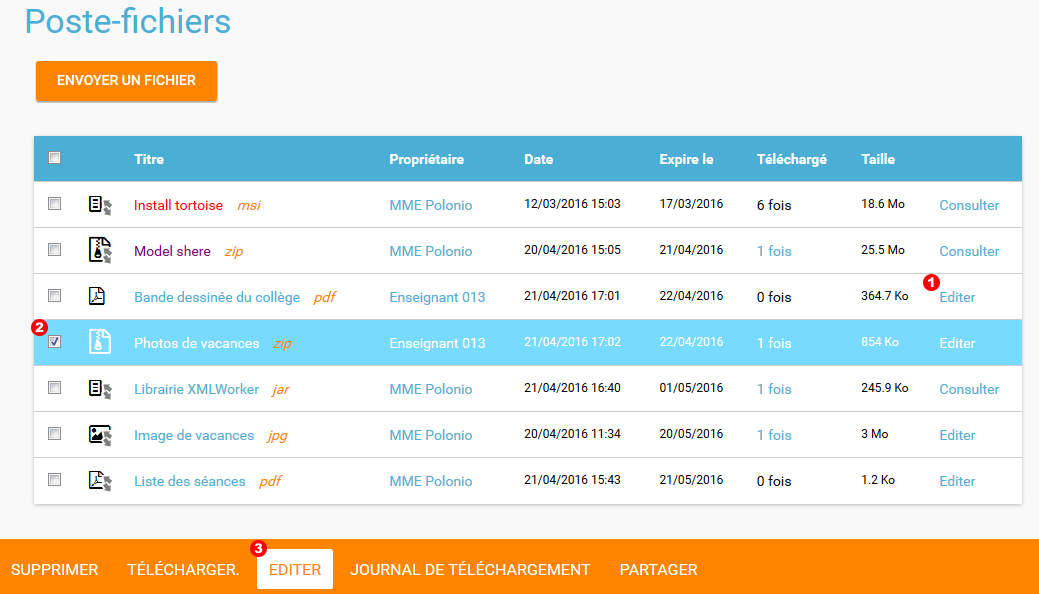 Poste-fichiers
ENVOYER UN FICHIER
Titre Propriétaire Date Expire le Téléchargé Taille
Install tortoise msi MME Polonio 12/03/2016 15:03 17/03/2016 6 fois 18.6 Mo Consulter
Model shere zip MME Polonio 20/04/2016 15:05 21/04/2016 1 fois 25.5 Mo Consulter
Bande dessinée du collège pdf Enseignant 013 21/04/2016 17:01 22/04/2016 0 fois 364.7 Ko 1 Editer
2 Photos de vacances zip Enseignant 013 21/04/2016 17:02 22/04/2016 1 fois 854 Ko Editer
Librairie XMLWorker jar MME Polonio 21/04/2016 16:40 01/05/2016 1 fois 245.9 Ko Consulter
Image de vacances jpg MME Polonio 20/04/2016 11:34 20/05/2016 1 fois 3 Mo Editer
Liste des séances pdf MME Polonio 21/04/2016 15:43 21/05/2016 0 fois 1.2 Ko Editer
SUPPRIMER TÉLÉCHARGER. 3 EDITER JOURNAL DE TÉLÉCHARGEMENT PARTAGER